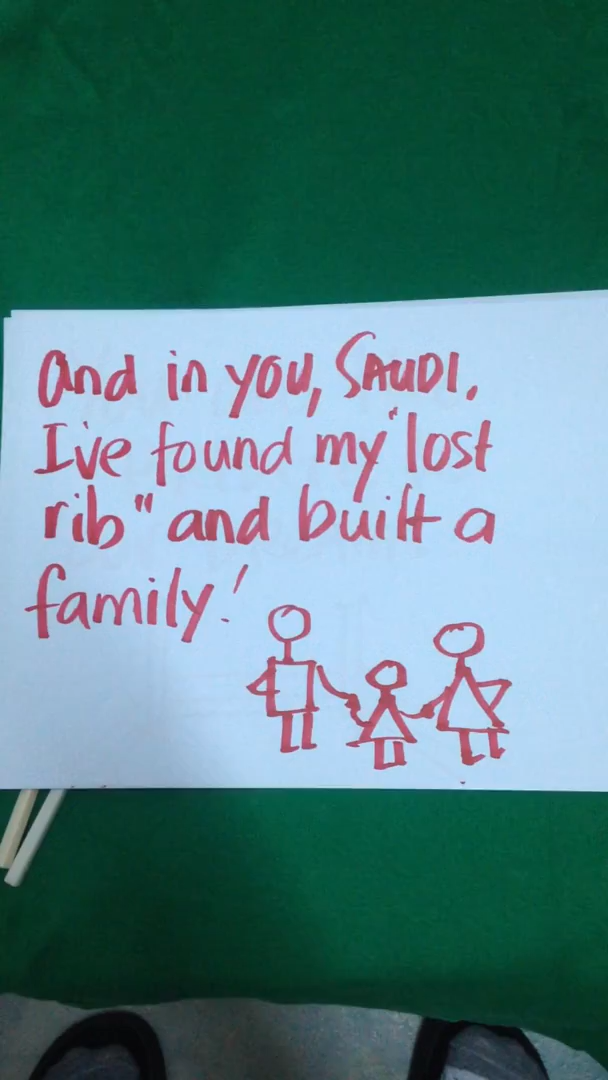 And in you, SAUDI.
I've found my "lost
rib" and built a
family!